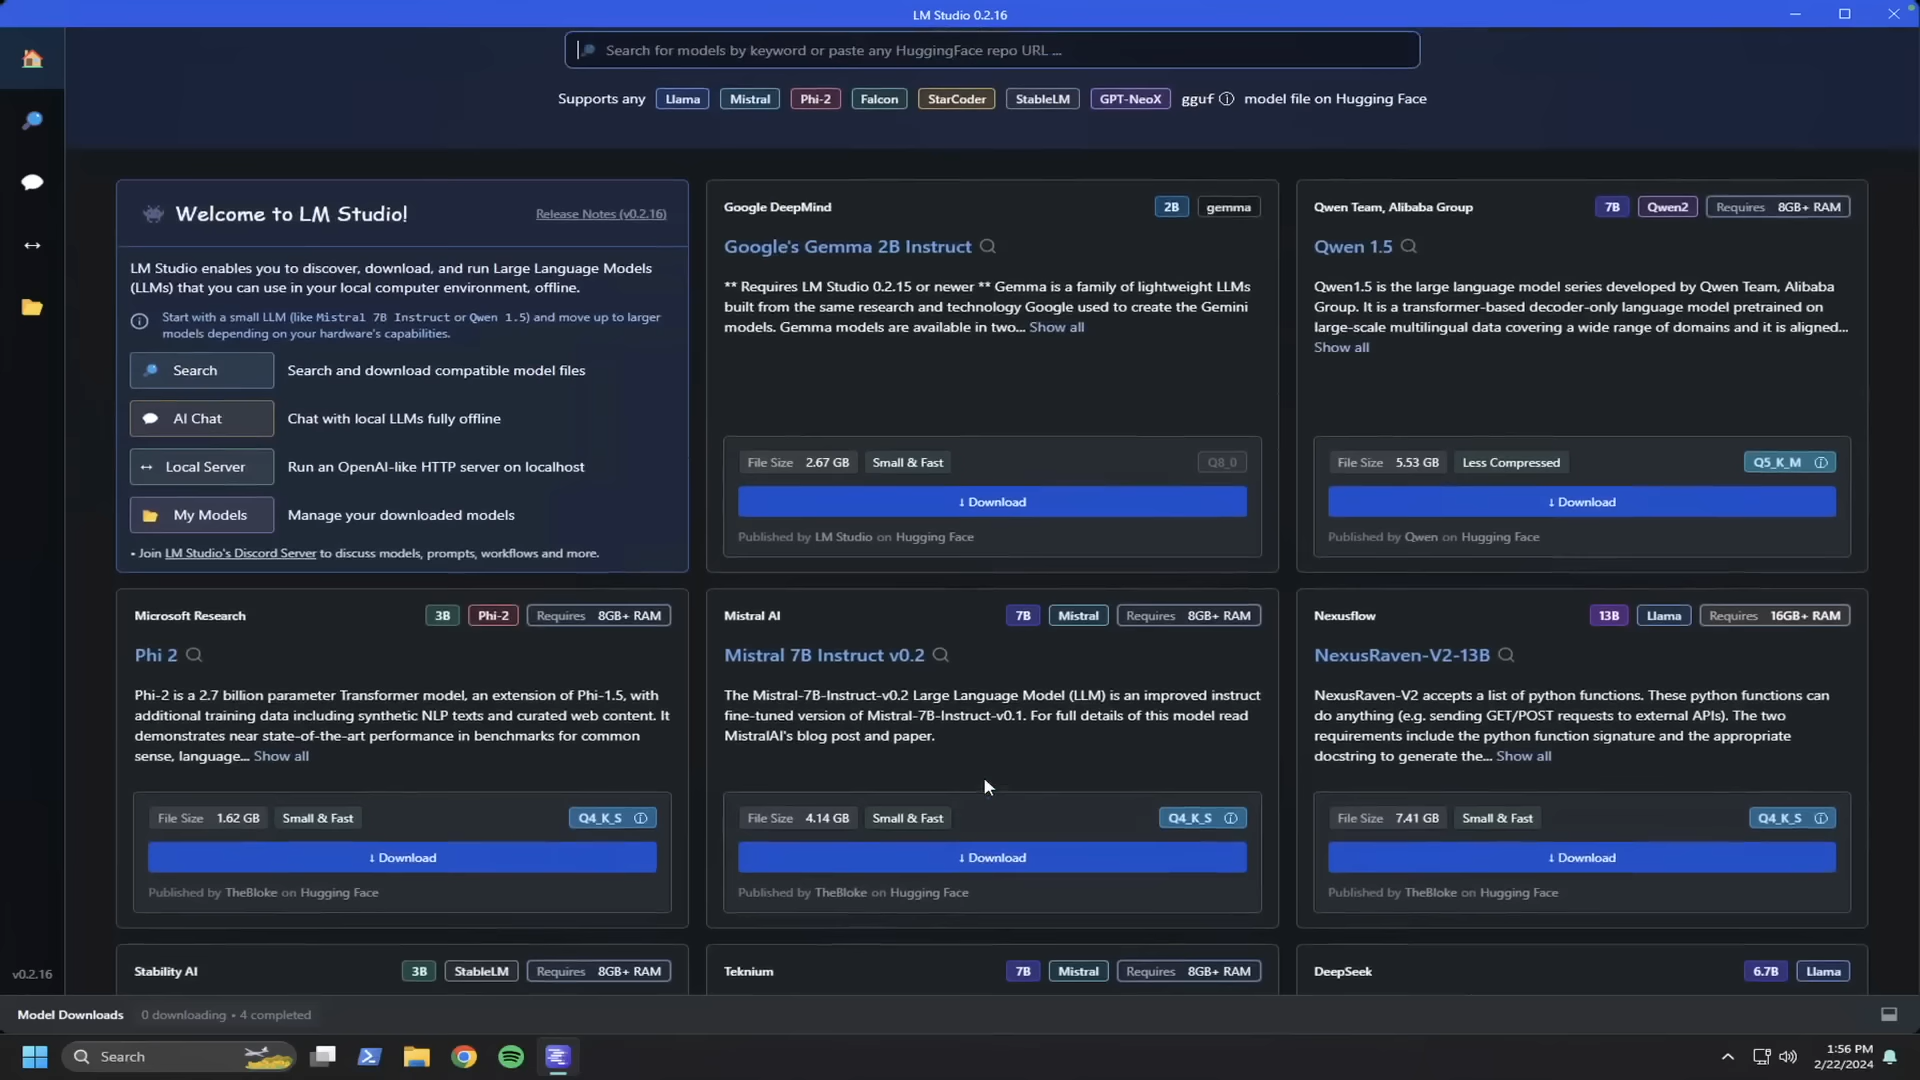 LM Studio 0.2.16
Search for models by keyword or paste any HuggingFace repo URL ...
Supports any Llama Mistral Phi-2 Falcon StarCoder StableLM GPT-NeoX gguf model file on Hugging Face
Welcome to LM Studio!
Release Notes (v0.2.16)
LM Studio enables you to discover, download, and run Large Language Models
(LLMs) that you can use in your local computer environment, offline.
Start with a small LLM (like Mistral 7B Instruct or Qwen 1.5) and move up to larger
models depending on your hardware's capabilities.
Search Search and download compatible model files
AI Chat Chat with local LLMs fully offline
Local Server Run an OpenAI-like HTTP server on localhost
My Models Manage your downloaded models
• Join LM Studio's Discord Server to discuss models, prompts, workflows and more.
Google DeepMind 2B gemma
Google's Gemma 2B Instruct
** Requires LM Studio 0.2.15 or newer ** Gemma is a family of lightweight LLMs
built from the same research and technology Google used to create the Gemini
models. Gemma models are available in two... Show all
File Size 2.67 GB Small & Fast Q8_0
↓ Download
Published by LM Studio on Hugging Face
Qwen Team, Alibaba Group 7B Qwen2 Requires 8GB+ RAM
Qwen 1.5
Qwen1.5 is the large language model series developed by Qwen Team, Alibaba
Group. It is a transformer-based decoder-only language model pretrained on
large-scale multilingual data covering a wide range of domains and it is aligned...
Show all
File Size 5.53 GB Less Compressed Q5_K_M
↓ Download
Published by Qwen on Hugging Face
Microsoft Research 3B Phi-2 Requires 8GB+ RAM
Phi 2
Phi-2 is a 2.7 billion parameter Transformer model, an extension of Phi-1.5, with
additional training data including synthetic NLP texts and curated web content. It
demonstrates near state-of-the-art performance in benchmarks for common
sense, language... Show all
File Size 1.62 GB Small & Fast Q4_K_S
↓ Download
Published by TheBloke on Hugging Face
Mistral AI 7B Mistral Requires 8GB+ RAM
Mistral 7B Instruct v0.2
The Mistral-7B-Instruct-v0.2 Large Language Model (LLM) is an improved instruct
fine-tuned version of Mistral-7B-Instruct-v0.1. For full details of this model read
MistralAI's blog post and paper.
File Size 4.14 GB Small & Fast Q4_K_S
↓ Download
Published by TheBloke on Hugging Face
Nexusflow 13B Llama Requires 16GB+ RAM
NexusRaven-V2-13B
NexusRaven-V2 accepts a list of python functions. These python functions can
do anything (e.g. sending GET/POST requests to external APIs). The two
requirements include the python function signature and the appropriate
docstring to generate the... Show all
File Size 7.41 GB Small & Fast Q4_K_S
↓ Download
Published by TheBloke on Hugging Face
Stability AI 3B StableLM Requires 8GB+ RAM
Teknium 7B Mistral Requires 8GB+ RAM
DeepSeek 6.7B Llama
v0.2.16
Model Downloads 0 downloading • 4 completed
Search
1:56 PM
2/22/2024